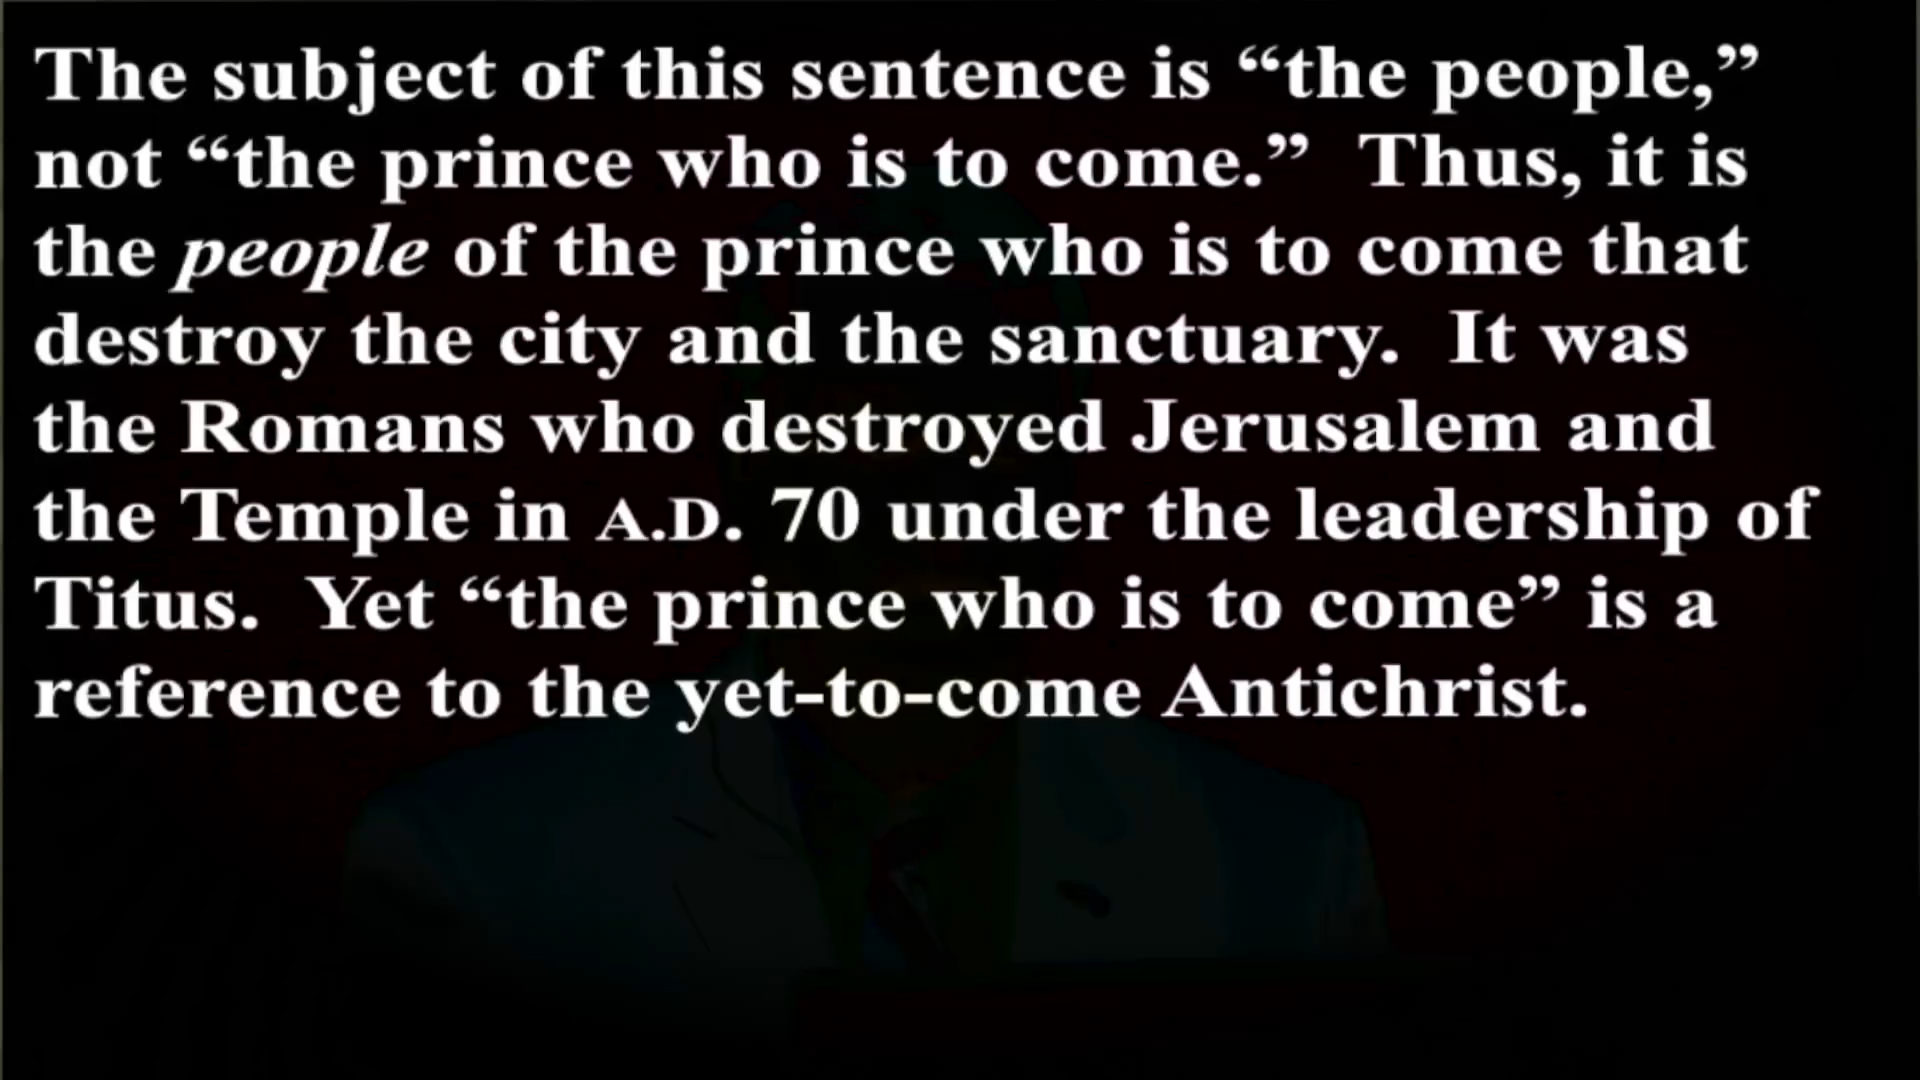 The subject of this sentence is “the people,”
not “the prince who is to come.”  Thus, it is
the people of the prince who is to come that
destroy the city and the sanctuary.  It was
the Romans who destroyed Jerusalem and
the Temple in A.D. 70 under the leadership of
Titus.  Yet “the prince who is to come” is a
reference to the yet-to-come Antichrist.